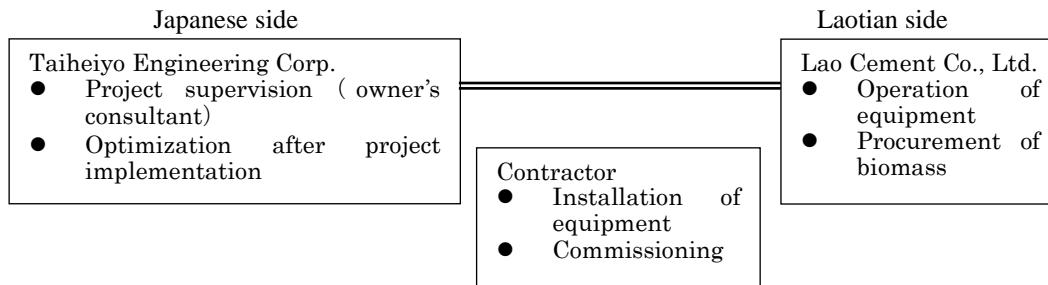 Japanese side
Laotian side
Taiheiyo Engineering Corp.
● Project supervision ( owner's
consultant)
● Optimization after project
implementation
Lao Cement Co., Ltd.
● Operation of
equipment
● Procurement of
biomass
Contractor
● Installation of
equipment
● Commissioning